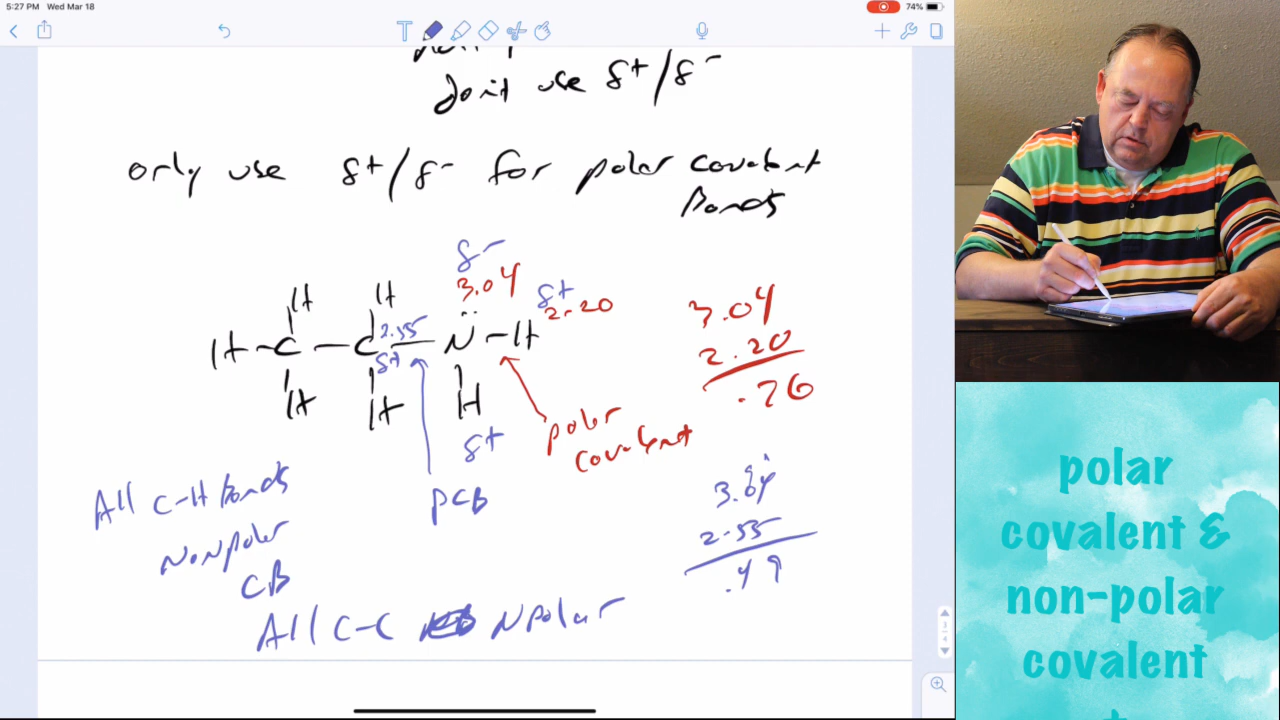 5:27 PM Wed Mar 18
74%
don't use δ+/δ-
only use δ+/δ- for polar covalent
Bonds
δ-
3.04
δ+
2.20
H H
2.55
H - C - C - N - H
δ+
H H H
δ+
polar
covalent
PCB
3.04
2.20
.76
3.04
2.55
.49
All C-H Bonds
Nonpolar
CB
All C-C Npolar
polar
covalent &
non-polar
covalent